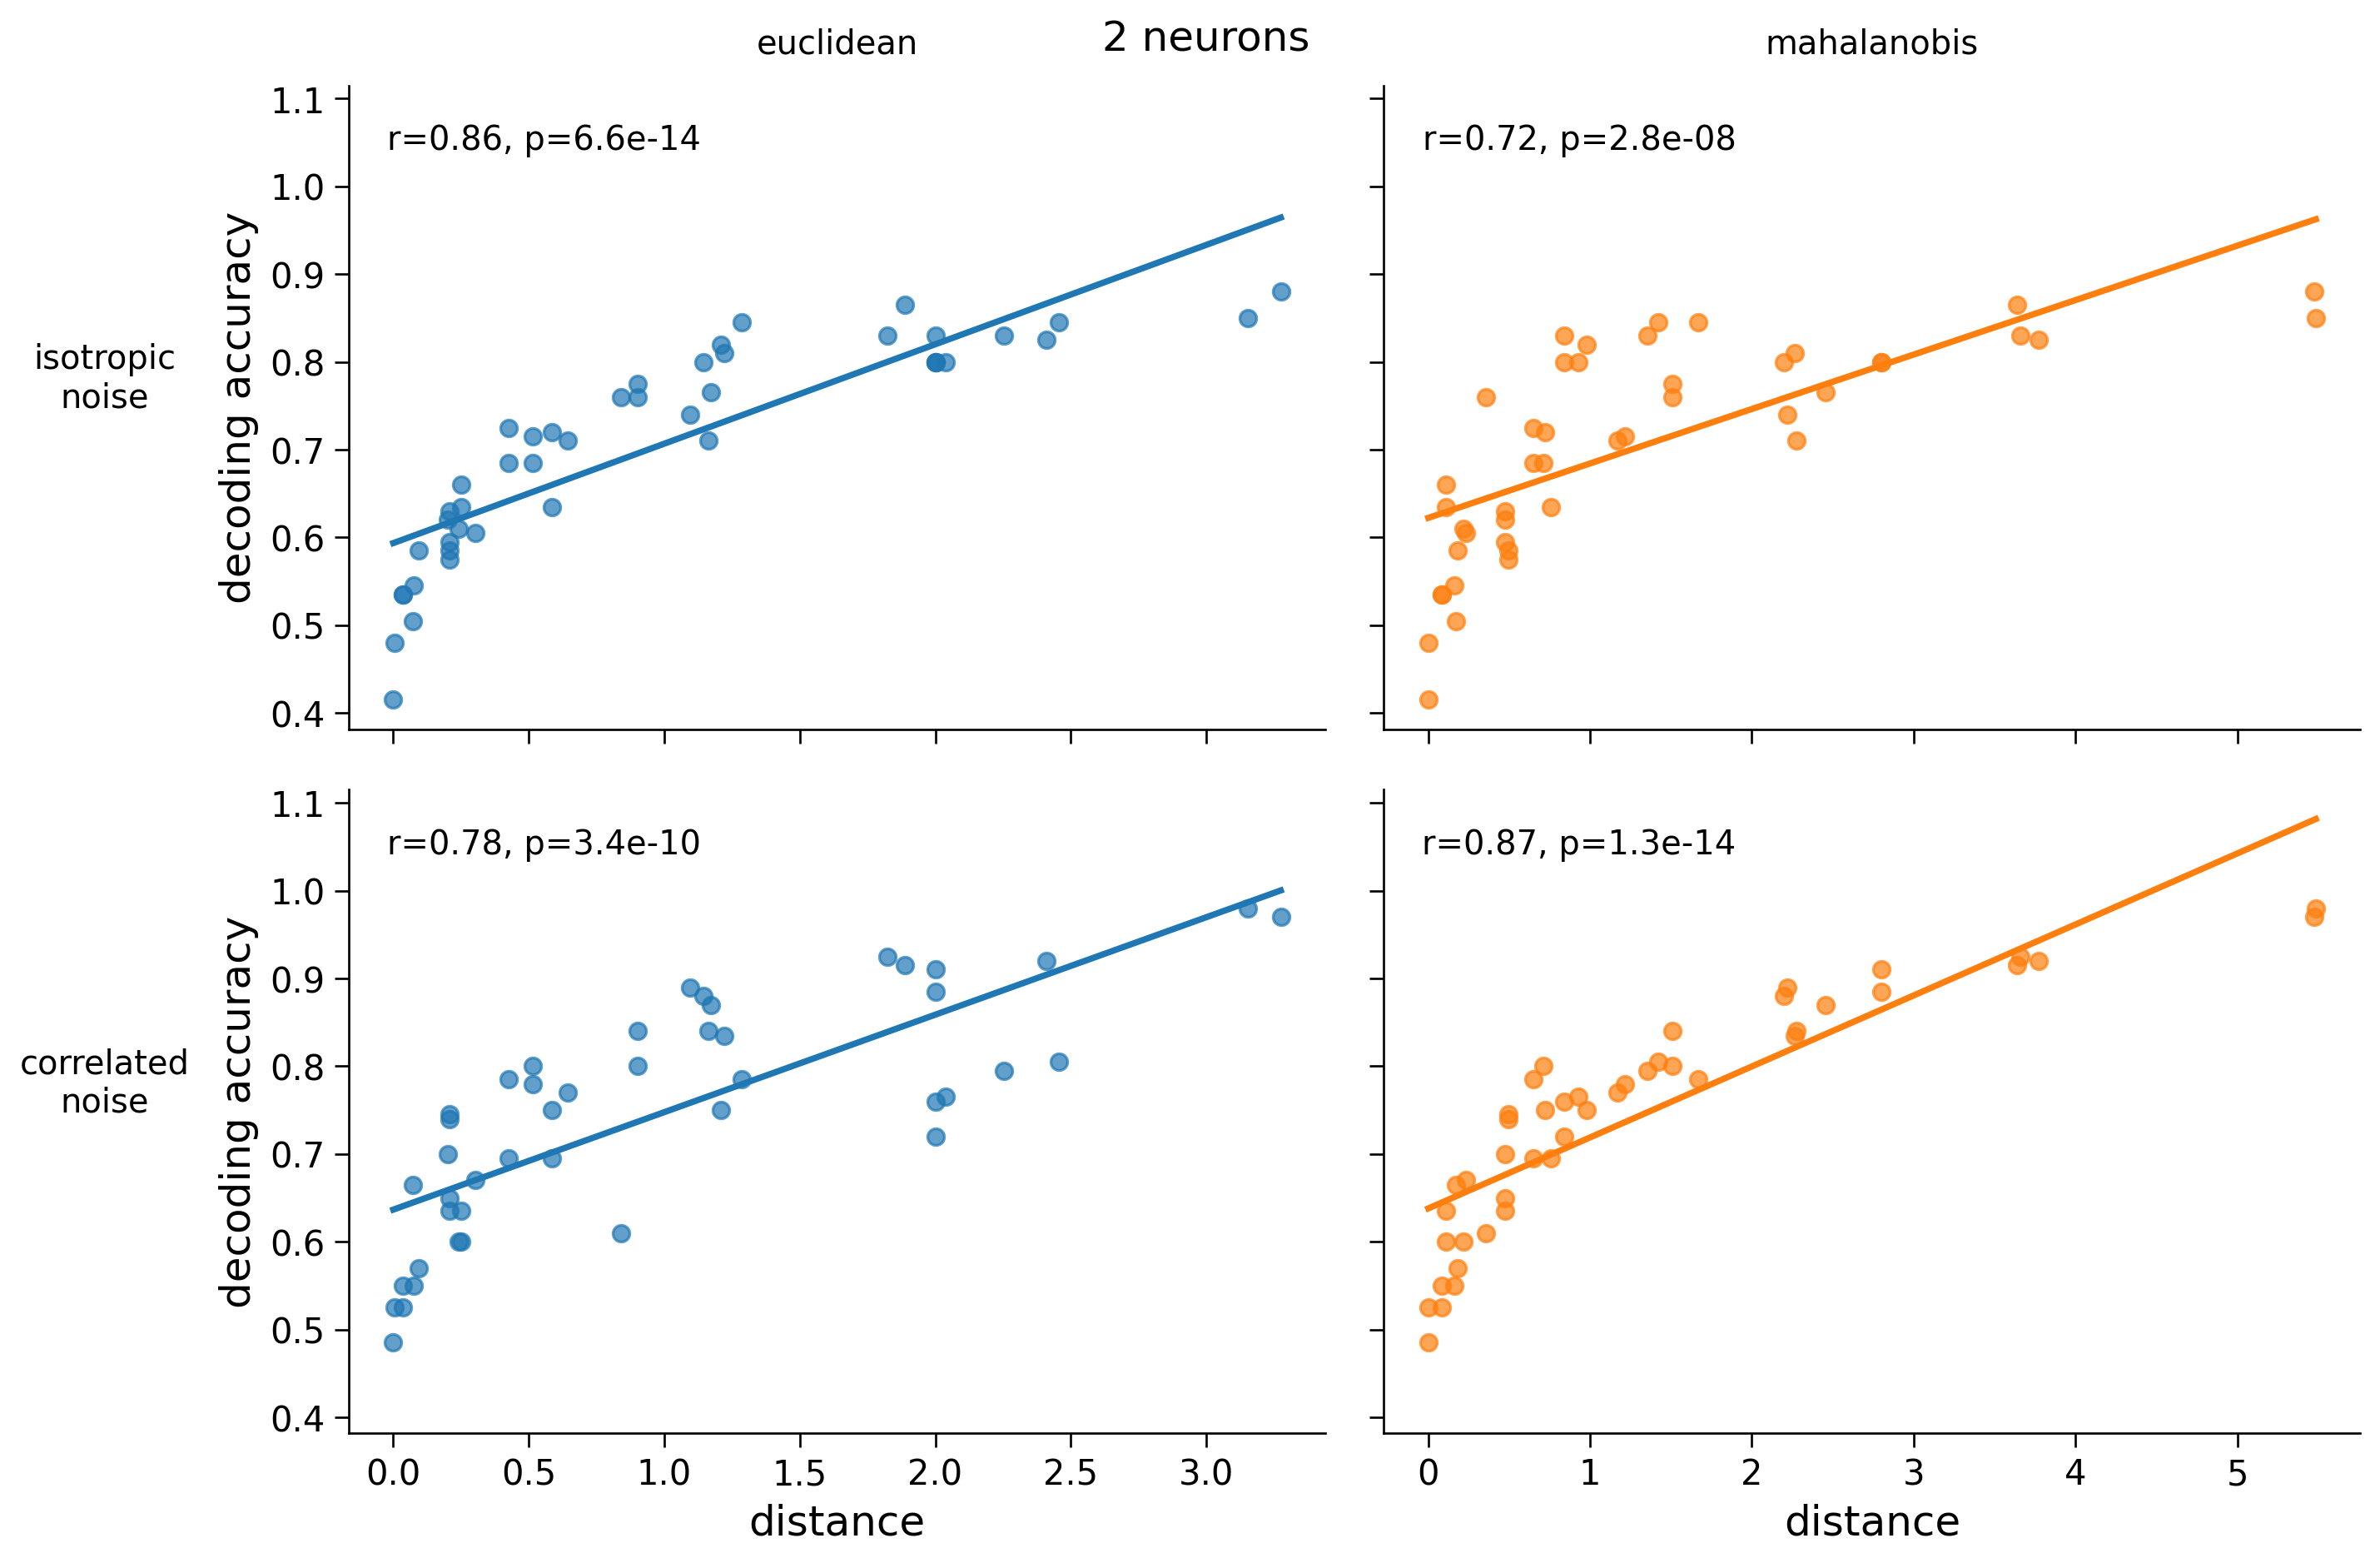 2 neurons
euclidean
mahalanobis
isotropic
noise
decoding accuracy
1.1
1.0
0.9
0.8
0.7
0.6
0.5
0.4
r=0.86, p=6.6e-14
r=0.72, p=2.8e-08
correlated
noise
decoding accuracy
1.1
1.0
0.9
0.8
0.7
0.6
0.5
0.4
r=0.78, p=3.4e-10
r=0.87, p=1.3e-14
0.0 0.5 1.0 1.5 2.0 2.5 3.0
0 1 2 3 4 5
distance
distance